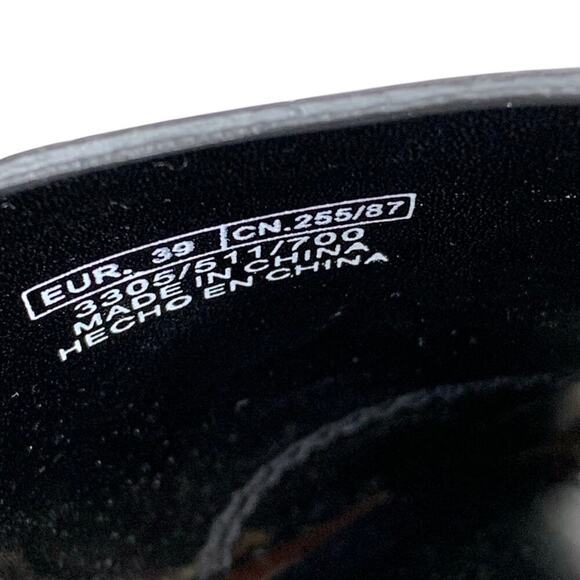 EUR. 39 CN.255/87
3305/511/700
MADE IN CHINA
HECHO EN CHINA